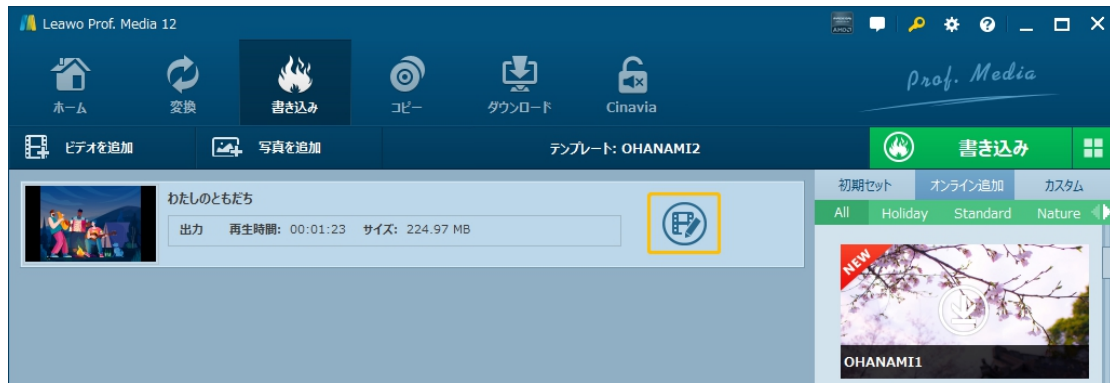 Leawo Prof. Media 12
ホーム
変換
書き込み
コピー
ダウンロード
Cinavia
Prof. Media
ビデオを追加
写真を追加
テンプレート: OHANAMI2
書き込み
初期セット
オンライン追加
カスタム
All
Holiday
Standard
Nature
わたしのともだち
出力 再生時間: 00:01:23 サイズ: 224.97 MB
NEW
OHANAMI1